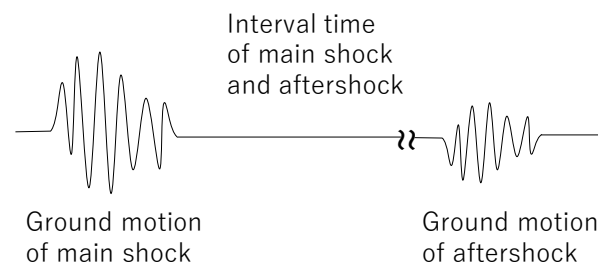 Interval time
of main shock
and aftershock
Ground motion
of main shock
Ground motion
of aftershock